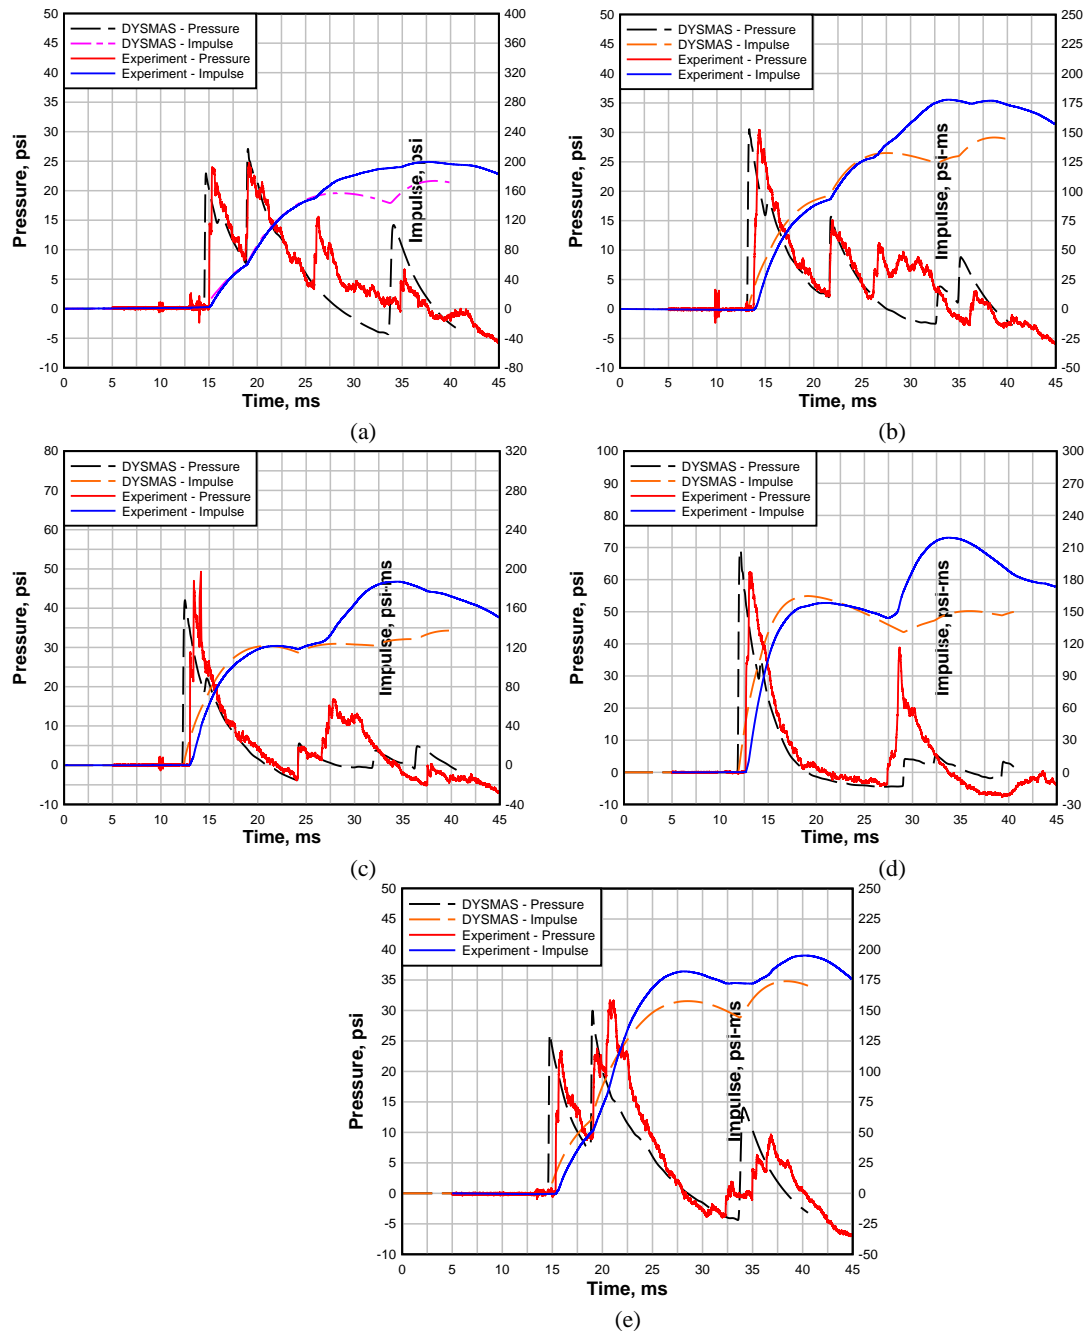 DYSMAS - Pressure
DYSMAS - Impulse
Experiment - Pressure
Experiment - Impulse
50
45
40
35
30
25
20
15
10
5
0
-5
-10
Pressure, psi
400
360
320
280
240
200
160
120
80
40
0
-40
-80
Impulse, psi
0 5 10 15 20 25 30 35 40 45
Time, ms
(a)
DYSMAS - Pressure
DYSMAS - Impulse
Experiment - Pressure
Experiment - Impulse
50
45
40
35
30
25
20
15
10
5
0
-5
-10
Pressure, psi
250
225
200
175
150
125
100
75
50
25
0
-25
-50
Impulse, psi-ms
0 5 10 15 20 25 30 35 40 45
Time, ms
(b)
DYSMAS - Pressure
DYSMAS - Impulse
Experiment - Pressure
Experiment - Impulse
80
70
60
50
40
30
20
10
0
-10
Pressure, psi
320
280
240
200
160
120
80
40
0
-40
Impulse, psi-ms
0 5 10 15 20 25 30 35 40 45
Time, ms
(c)
DYSMAS - Pressure
DYSMAS - Impulse
Experiment - Pressure
Experiment - Impulse
100
90
80
70
60
50
40
30
20
10
0
-10
Pressure, psi
300
270
240
210
180
150
120
90
60
30
0
-30
Impulse, psi-ms
0 5 10 15 20 25 30 35 40 45
Time, ms
(d)
DYSMAS - Pressure
DYSMAS - Impulse
Experiment - Pressure
Experiment - Impulse
50
45
40
35
30
25
20
15
10
5
0
-5
-10
Pressure, psi
250
225
200
175
150
125
100
75
50
25
0
-25
-50
Impulse, psi-ms
0 5 10 15 20 25 30 35 40 45
Time, ms
(e)